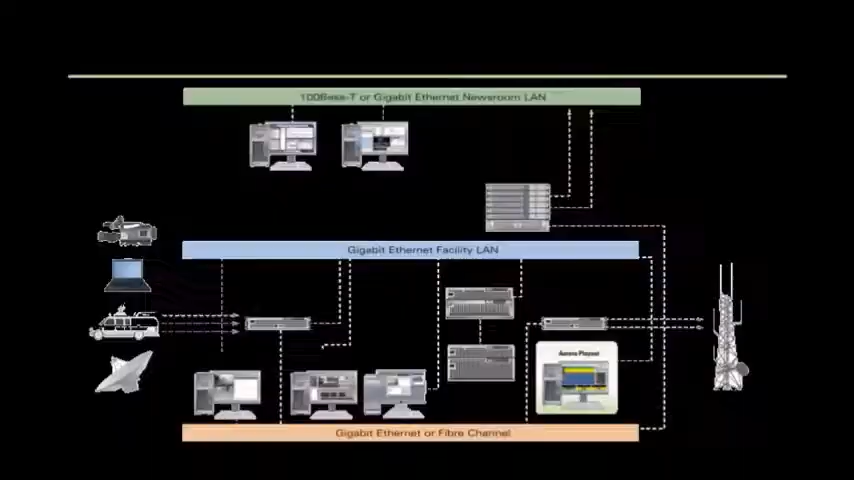 100Base-T or Gigabit Ethernet Newsroom LAN
Gigabit Ethernet Facility LAN
Aurora Playout
Gigabit Ethernet or Fibre Channel